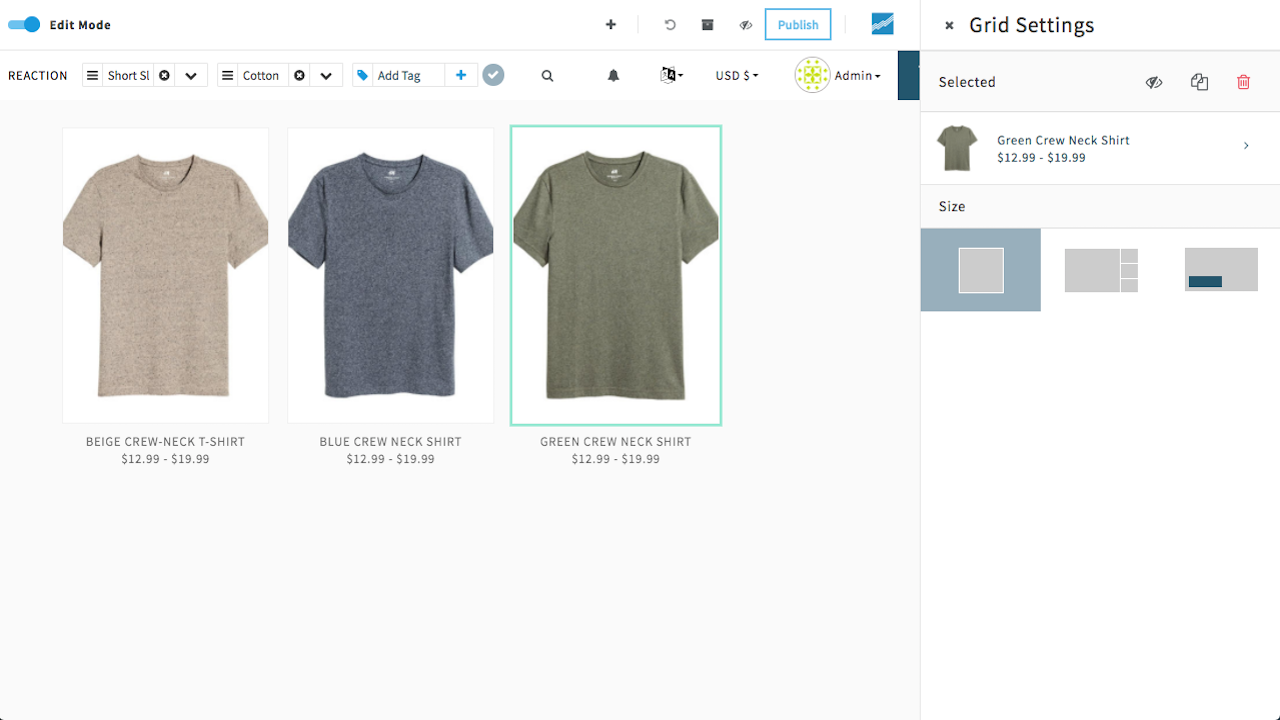 Edit Mode
Publish
REACTION
Short Sl
Cotton
Add Tag
USD $
Admin
BEIGE CREW-NECK T-SHIRT
$12.99 - $19.99
BLUE CREW NECK SHIRT
$12.99 - $19.99
GREEN CREW NECK SHIRT
$12.99 - $19.99
Grid Settings
Selected
Green Crew Neck Shirt
$12.99 - $19.99
Size